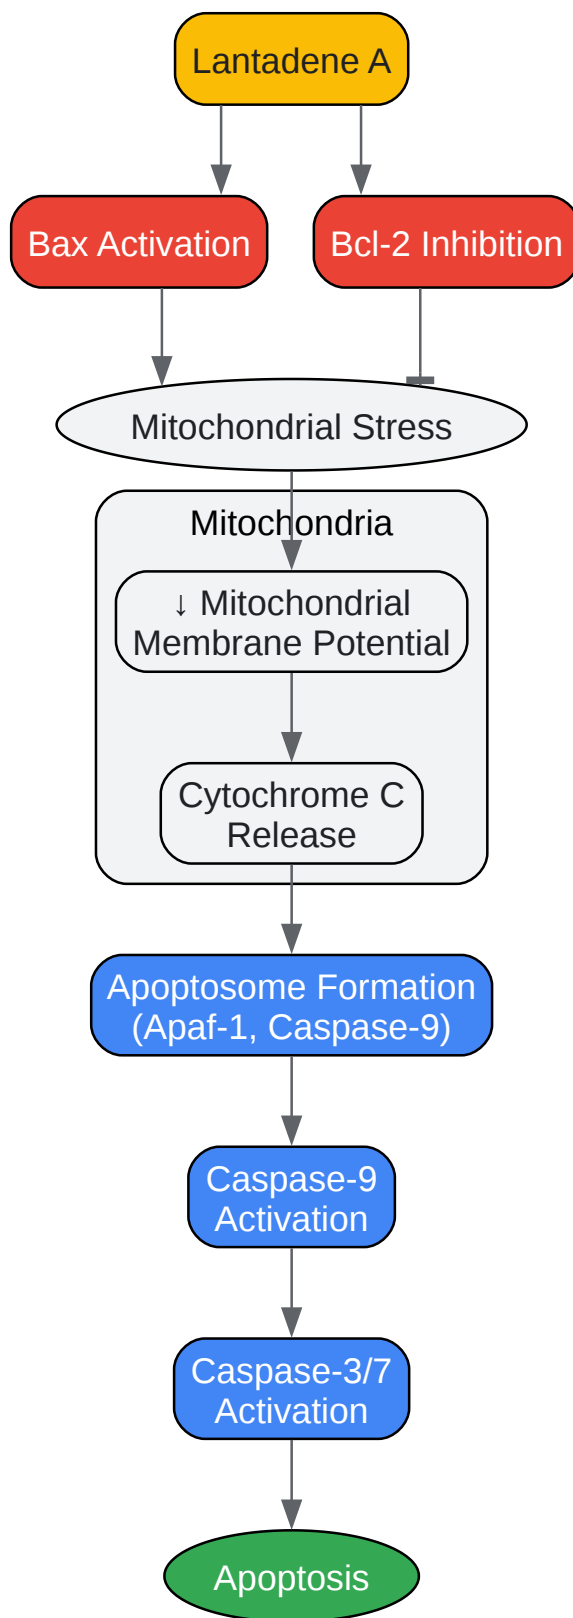 Lantadene A
Bax Activation
Bcl-2 Inhibition
Mitochondrial Stress
Mitochondria
↓ Mitochondrial
Membrane Potential
Cytochrome C
Release
Apoptosome Formation
(Apaf-1, Caspase-9)
Caspase-9
Activation
Caspase-3/7
Activation
Apoptosis